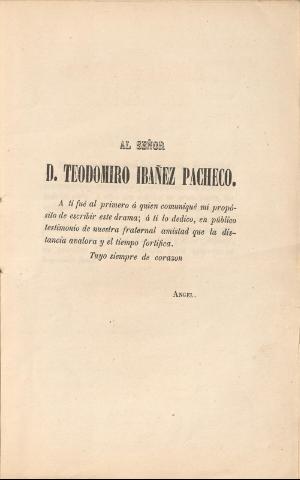 AL SEÑOR
D. TEODOMIRO IBAÑEZ PACHECO.
A tí fué al primero á quien comuniqué mi propó-
sito de escribir este drama; á tí lo dedico, en público
testimonio de nuestra fraternal amistad que la dis-
tancia avalora y el tiempo fortifica.
Tuyo siempre de corazon
ANGEL.